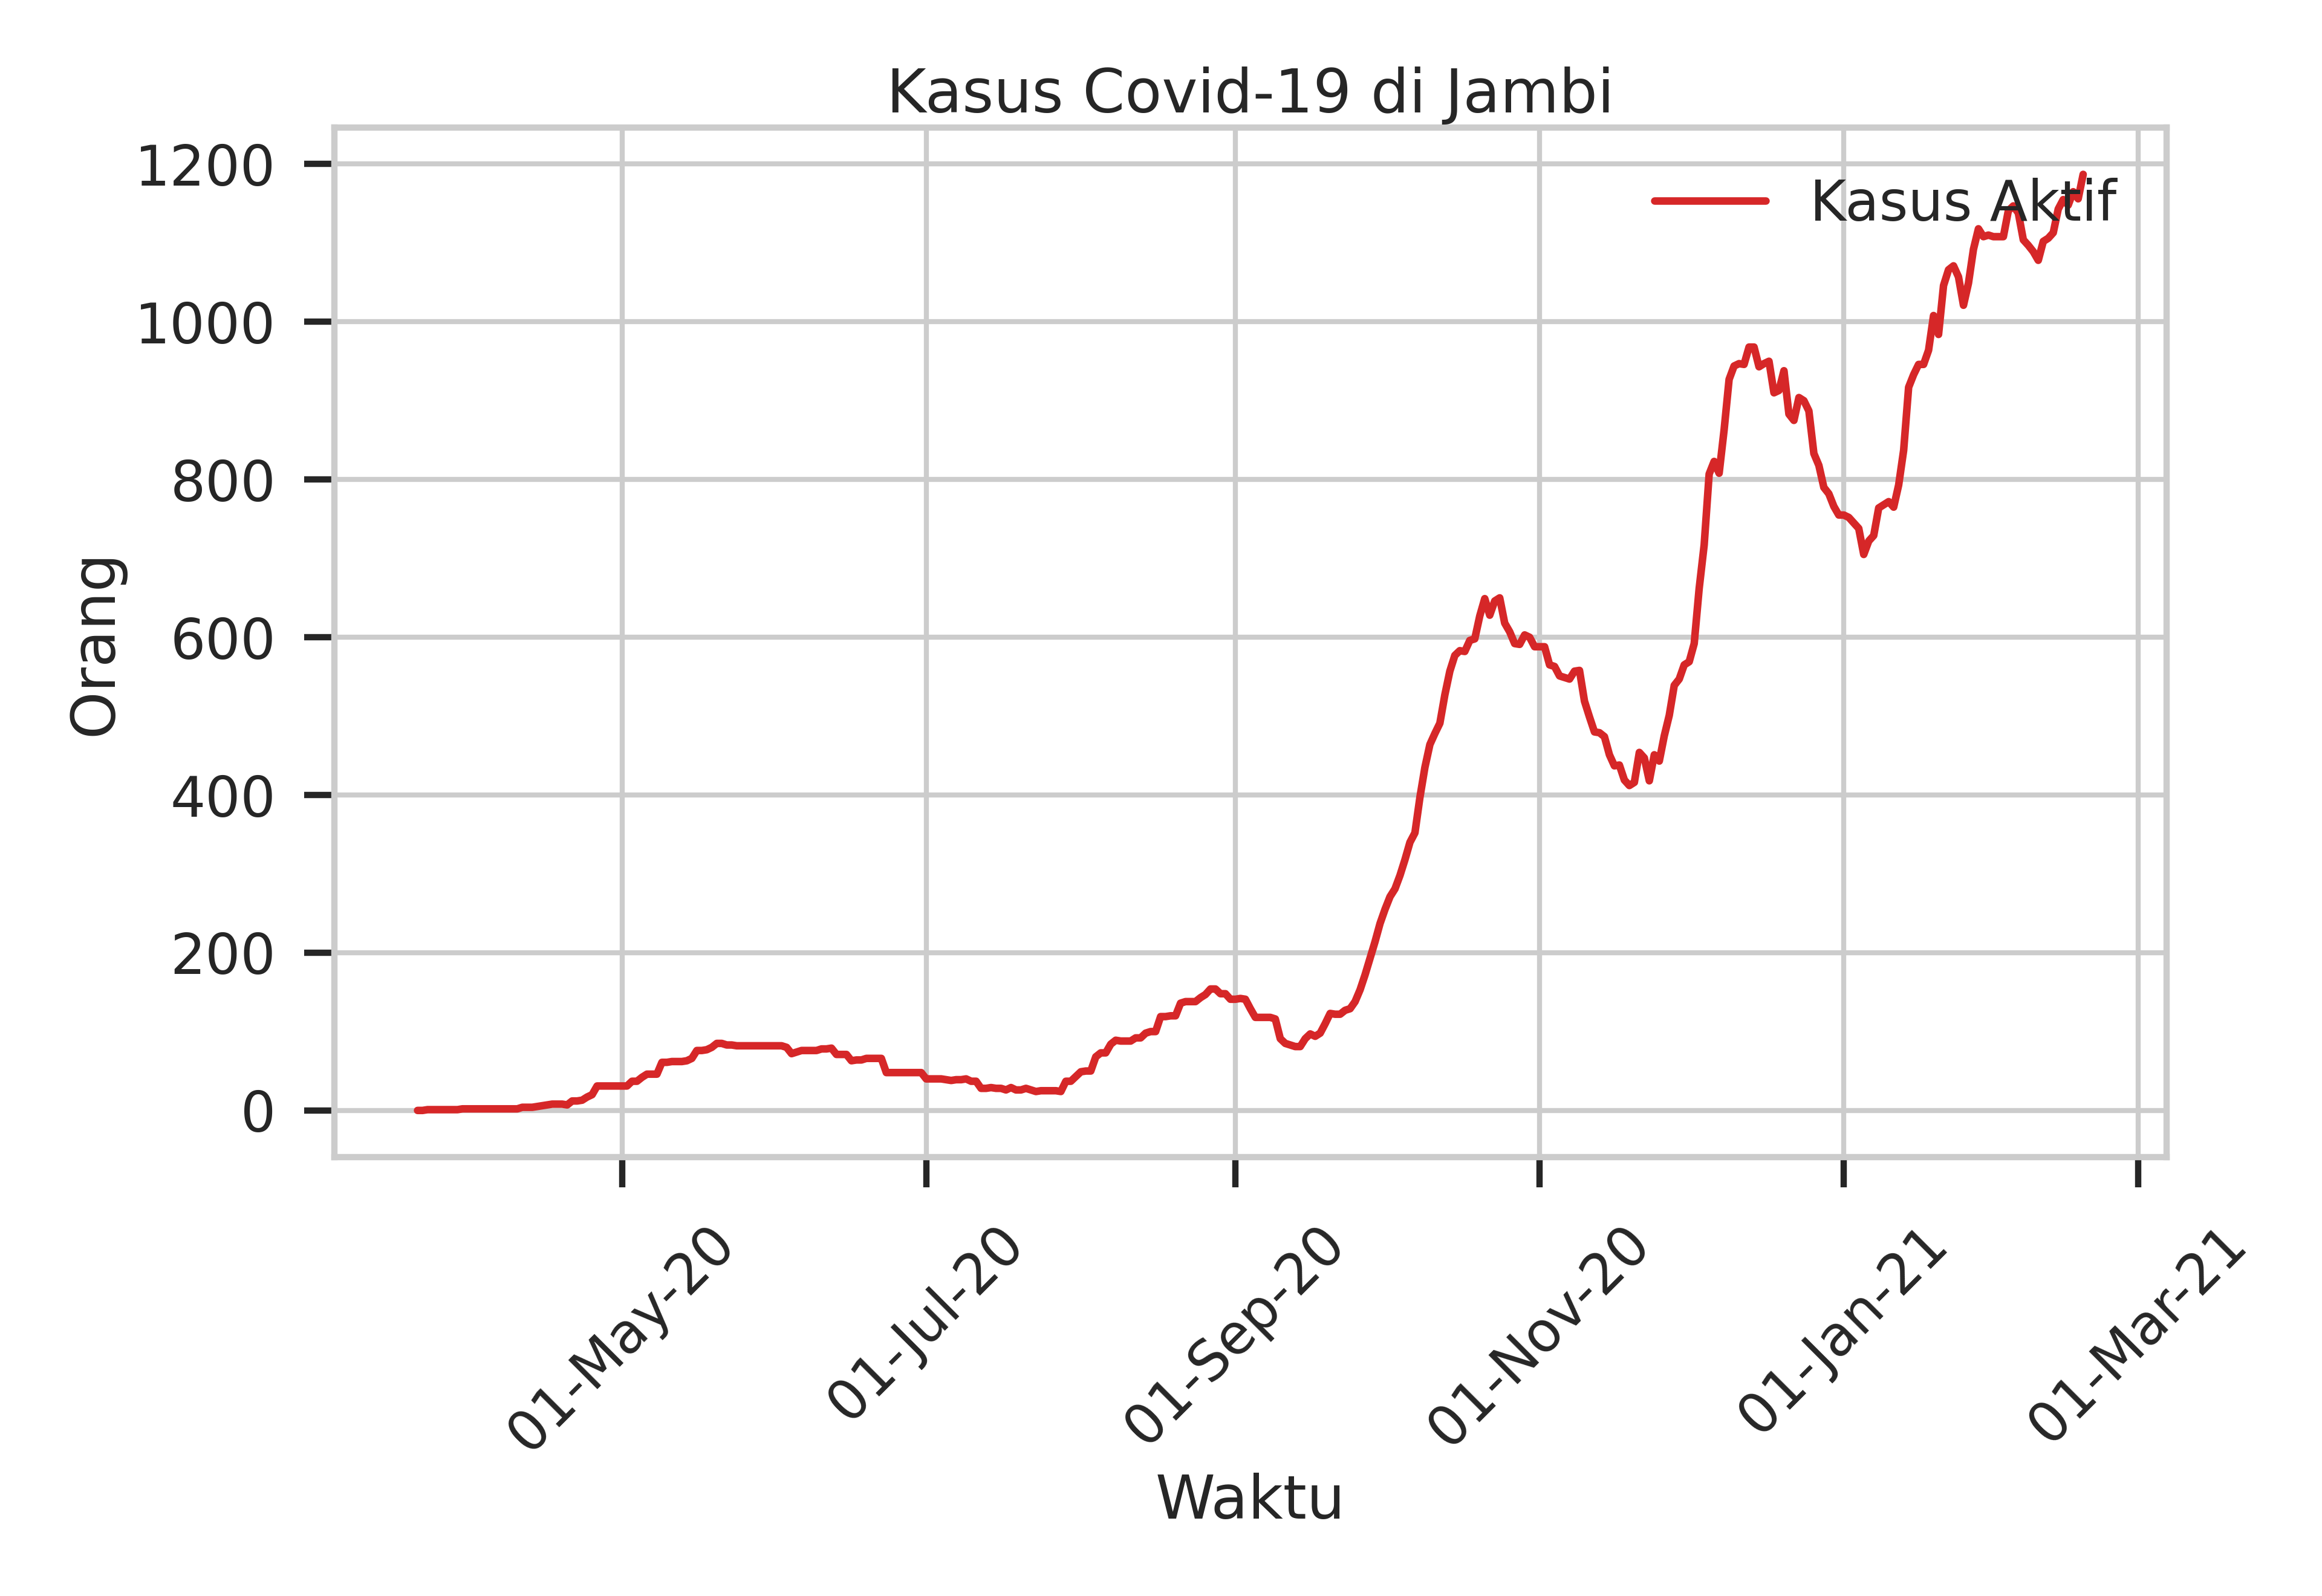 Kasus Covid-19 di Jambi
Kasus Aktif
1200
1000
800
600
400
200
0
Orang
01-May-20
01-Jul-20
01-Sep-20
01-Nov-20
01-Jan-21
01-Mar-21
Waktu